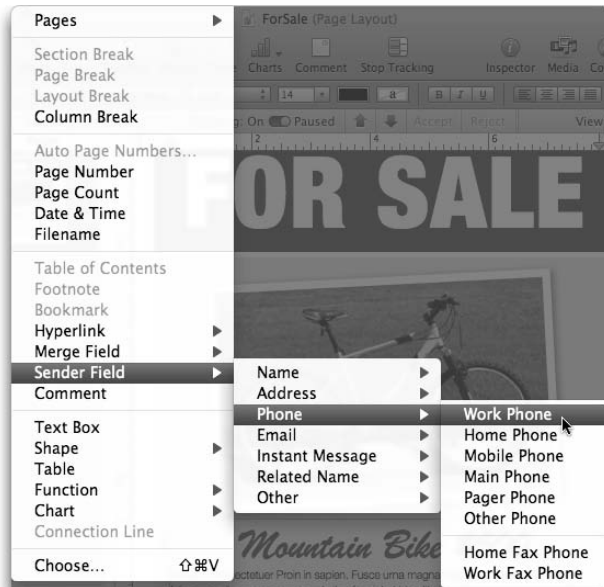 Pages
Section Break
Page Break
Layout Break
Column Break
Auto Page Numbers...
Page Number
Page Count
Date & Time
Filename
Table of Contents
Footnote
Bookmark
Hyperlink
Merge Field
Sender Field
Comment
Text Box
Shape
Table
Function
Chart
Connection Line
Choose... ⇧⌘V
Name
Address
Phone
Email
Instant Message
Related Name
Other
Work Phone
Home Phone
Mobile Phone
Main Phone
Pager Phone
Other Phone
Home Fax Phone
Work Fax Phone
ForSale (Page Layout)
Charts Comment Stop Tracking Inspector Media
14 a B I U
On Paused Accept Reject View
2 4 6
FOR SALE
Mountain Bike
Proin in sapien. Fusce urna magna